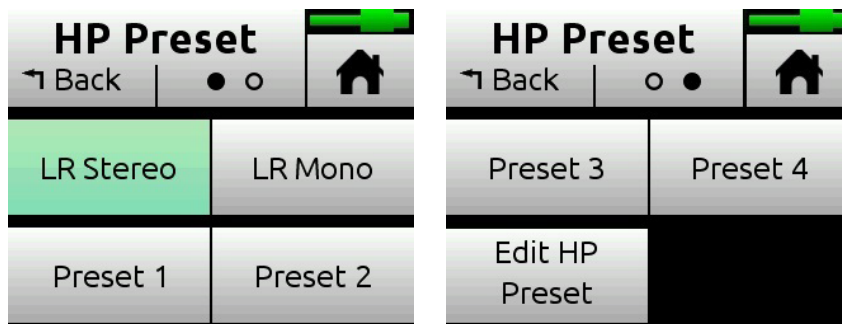 HP Preset
Back
LR Stereo
LR Mono
Preset 1
Preset 2
HP Preset
Back
Preset 3
Preset 4
Edit HP
Preset